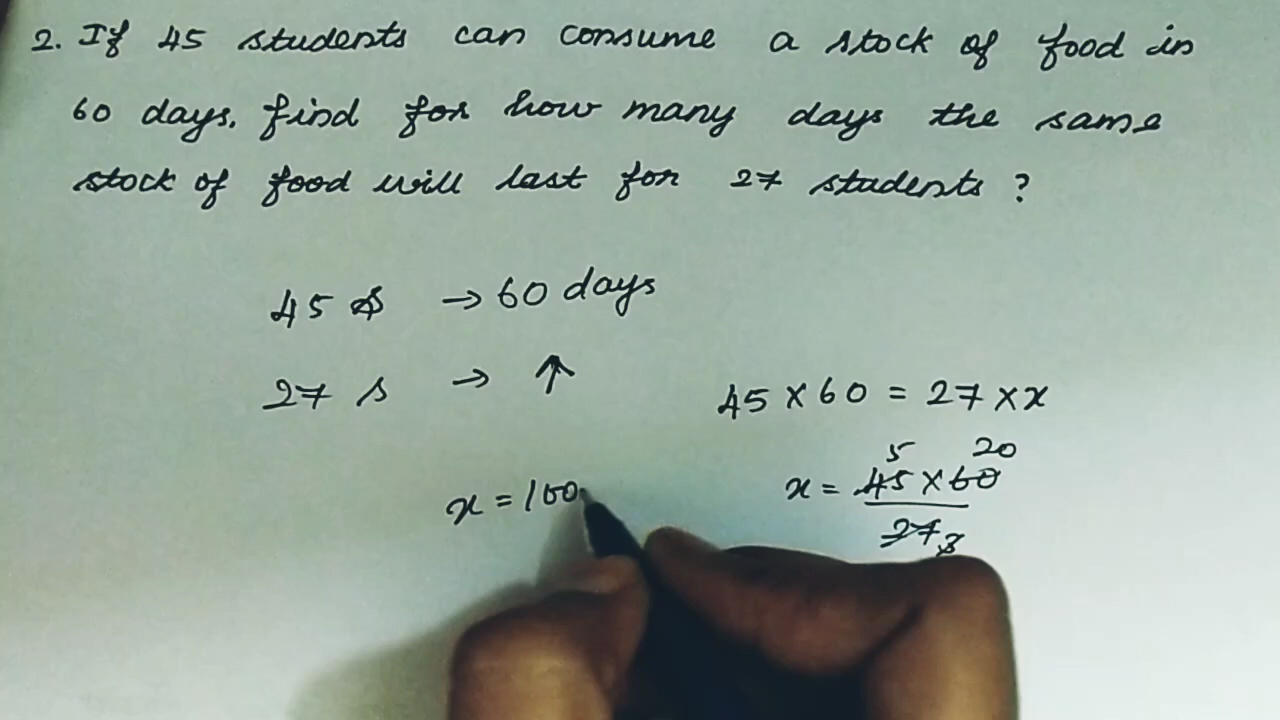 2. If 45 students can consume a stock of food in
60 days. find for how many days the same
stock of food will last for 27 students ?
45 s → 60 days
27 s → ↑
45 × 60 = 27 × x
5 20
x = 45 × 60
27 3
x = 100